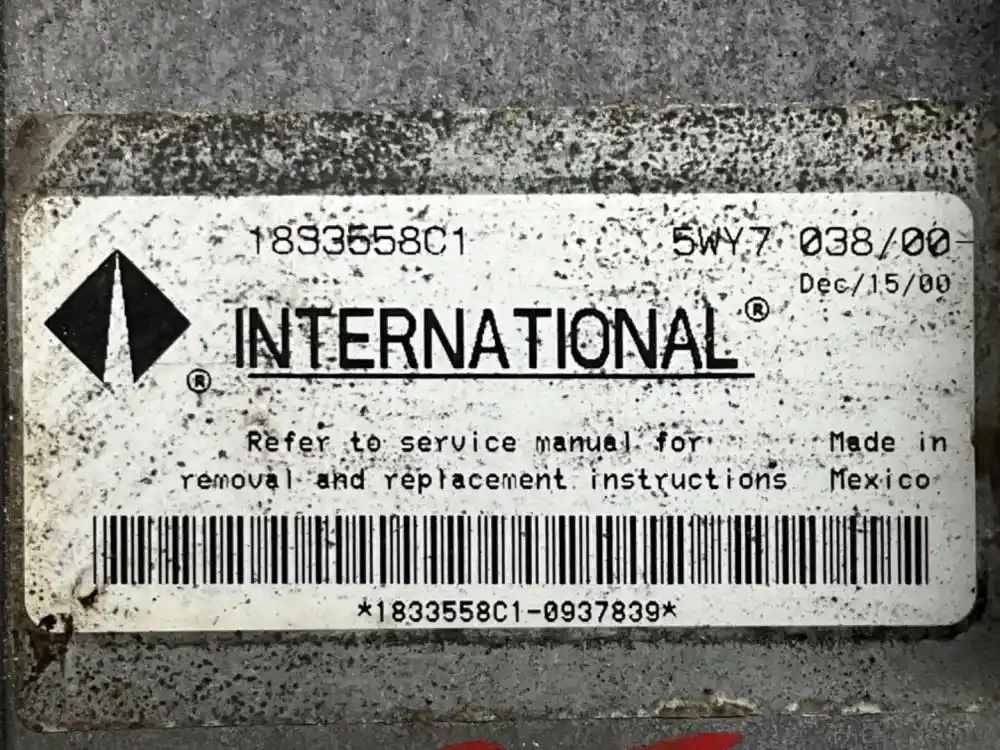 1833558C1 5WY7 038/00
Dec/15/00
INTERNATIONAL®
®
Refer to service manual for Made in
removal and replacement instructions Mexico
*1833558C1-0937839*